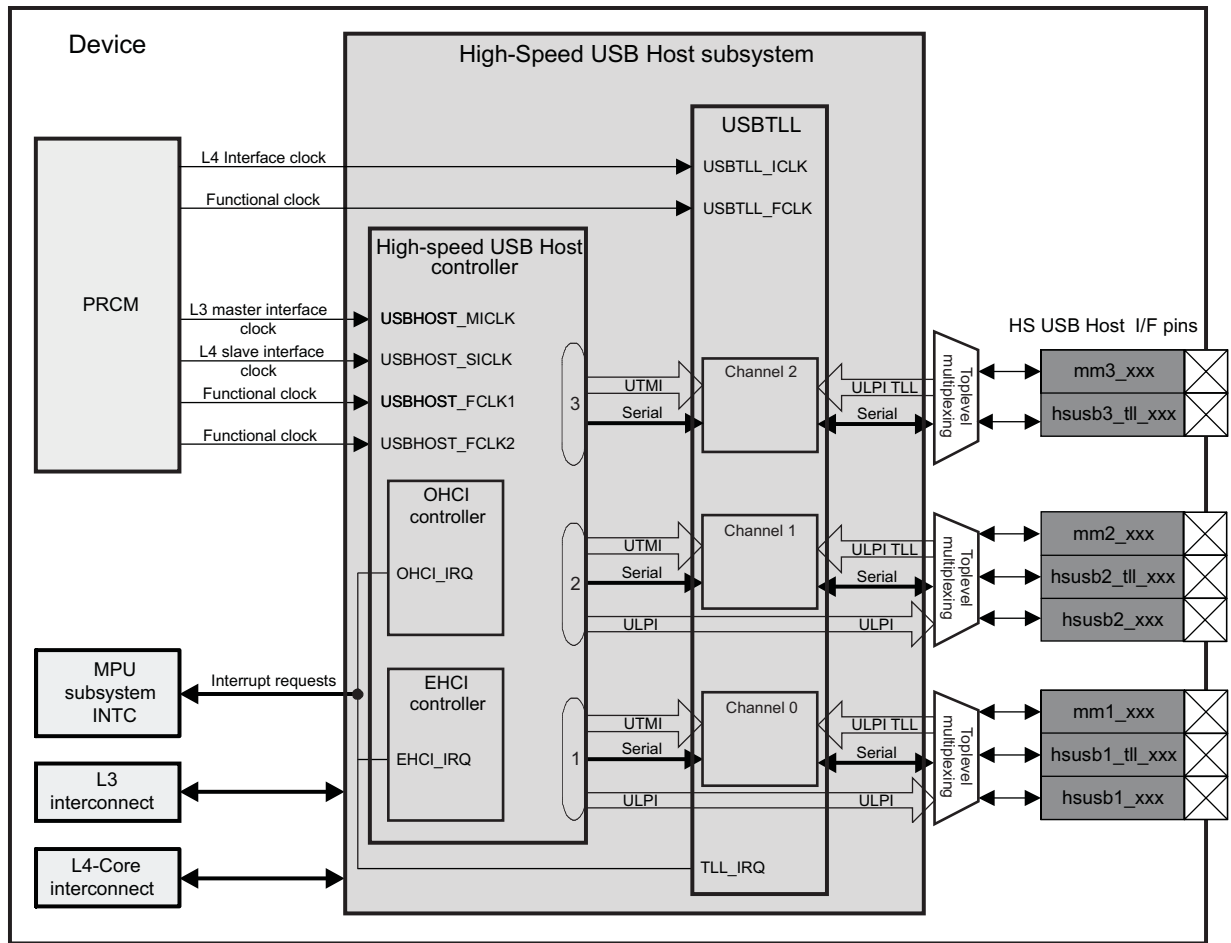 Device
High-Speed USB Host subsystem
USBTLL
L4 Interface clock
USBTLL_ICLK
Functional clock
USBTLL_FCLK
High-speed USB Host
controller
PRCM
L3 master interface
clock
USBHOST_MICLK
L4 slave interface
clock
USBHOST_SICLK
Functional clock
USBHOST_FCLK1
Functional clock
USBHOST_FCLK2
HS USB Host I/F pins
3
UTMI
Serial
Channel 2
ULPI TLL
Serial
Toplevel
multiplexing
mm3_xxx
hsusb3_tll_xxx
OHCI
controller
OHCI_IRQ
2
UTMI
Serial
ULPI
Channel 1
ULPI TLL
Serial
ULPI
Toplevel
multiplexing
mm2_xxx
hsusb2_tll_xxx
hsusb2_xxx
MPU
subsystem
INTC
Interrupt requests
EHCI
controller
EHCI_IRQ
1
UTMI
Serial
ULPI
Channel 0
ULPI TLL
Serial
ULPI
Toplevel
multiplexing
mm1_xxx
hsusb1_tll_xxx
hsusb1_xxx
L3
interconnect
L4-Core
interconnect
TLL_IRQ